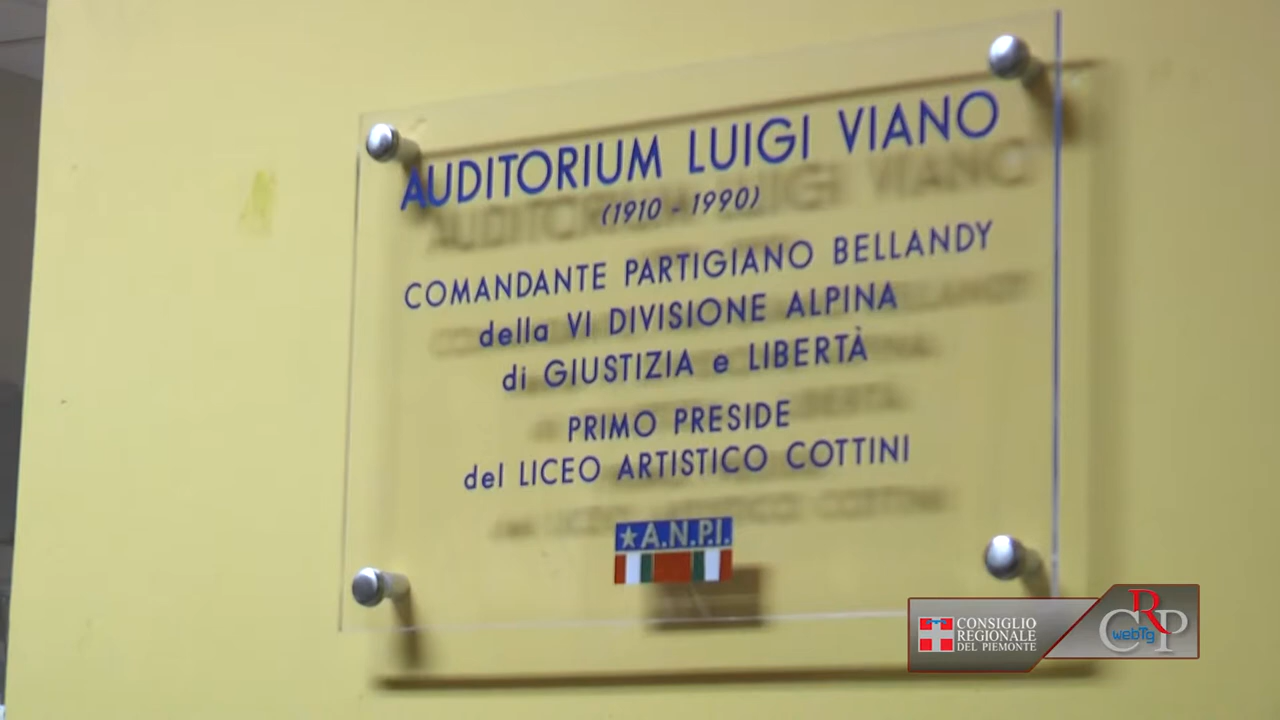 AUDITORIUM LUIGI VIANO
(1910 - 1990)
COMANDANTE PARTIGIANO BELLANDY
della VI DIVISIONE ALPINA
di GIUSTIZIA e LIBERTÀ
PRIMO PRESIDE
del LICEO ARTISTICO COTTINI
★A.N.P.I.
CONSIGLIO
REGIONALE
DEL PIEMONTE
CRP
webTg